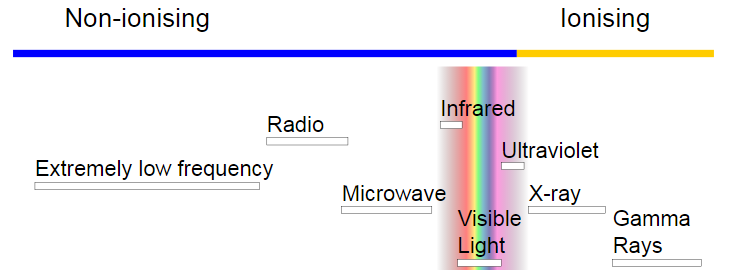 Non-ionising
Ionising
Infrared
Radio
Ultraviolet
Extremely low frequency
Microwave
X-ray
Visible
Light
Gamma
Rays